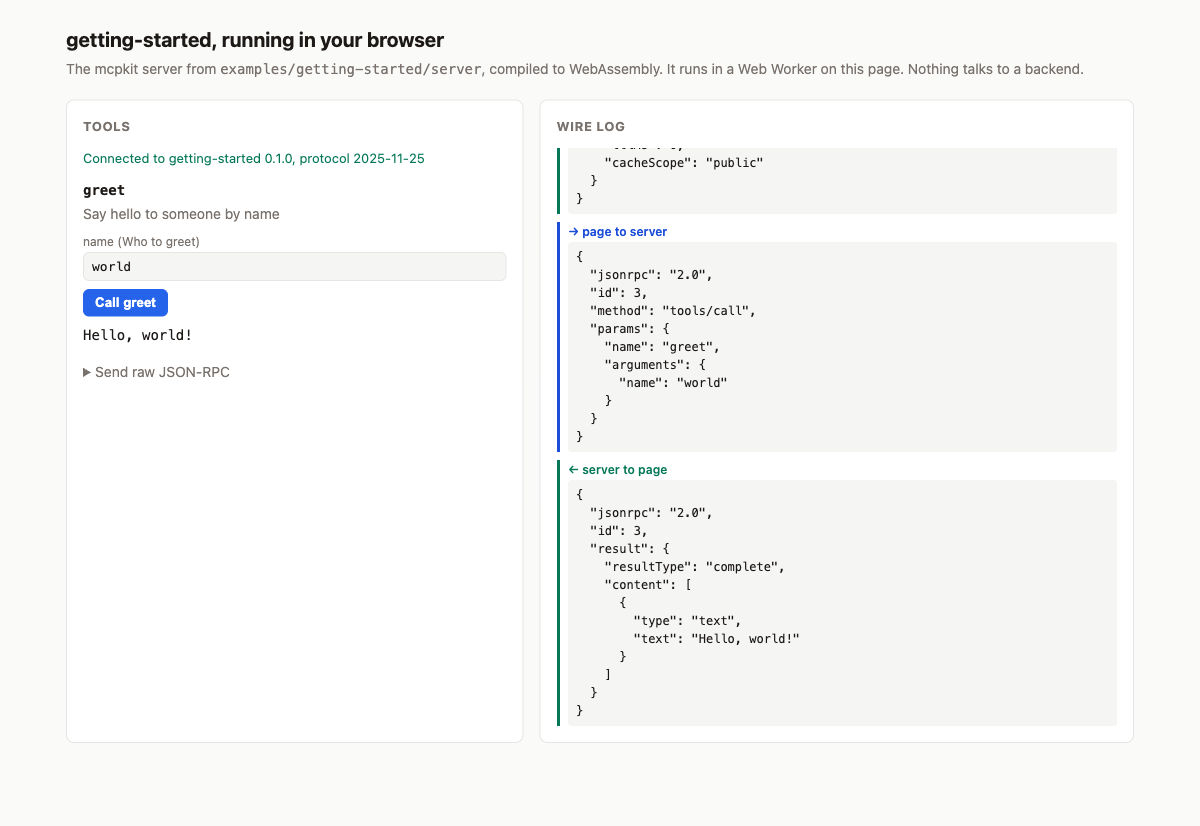 getting-started, running in your browser
The mcpkit server from examples/getting-started/server, compiled to WebAssembly. It runs in a Web Worker on this page. Nothing talks to a backend.
TOOLS
Connected to getting-started 0.1.0, protocol 2025-11-25
greet
Say hello to someone by name
name (Who to greet)
world
Call greet
Hello, world!
▶ Send raw JSON-RPC
WIRE LOG
"cacheScope": "public"
}
}
→ page to server
{
"jsonrpc": "2.0",
"id": 3,
"method": "tools/call",
"params": {
"name": "greet",
"arguments": {
"name": "world"
}
}
}
← server to page
{
"jsonrpc": "2.0",
"id": 3,
"result": {
"resultType": "complete",
"content": [
{
"type": "text",
"text": "Hello, world!"
}
]
}
}